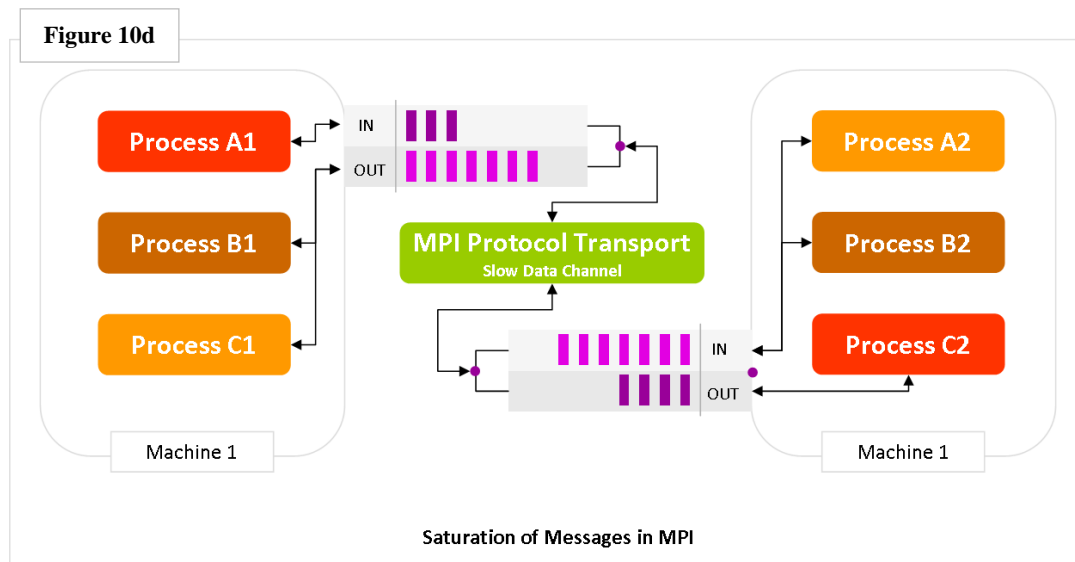 Figure 10d
Process A1
IN
OUT
Process A2
Process B1
MPI Protocol Transport
Slow Data Channel
Process B2
Process C1
IN
OUT
Process C2
Machine 1
Machine 1
Saturation of Messages in MPI